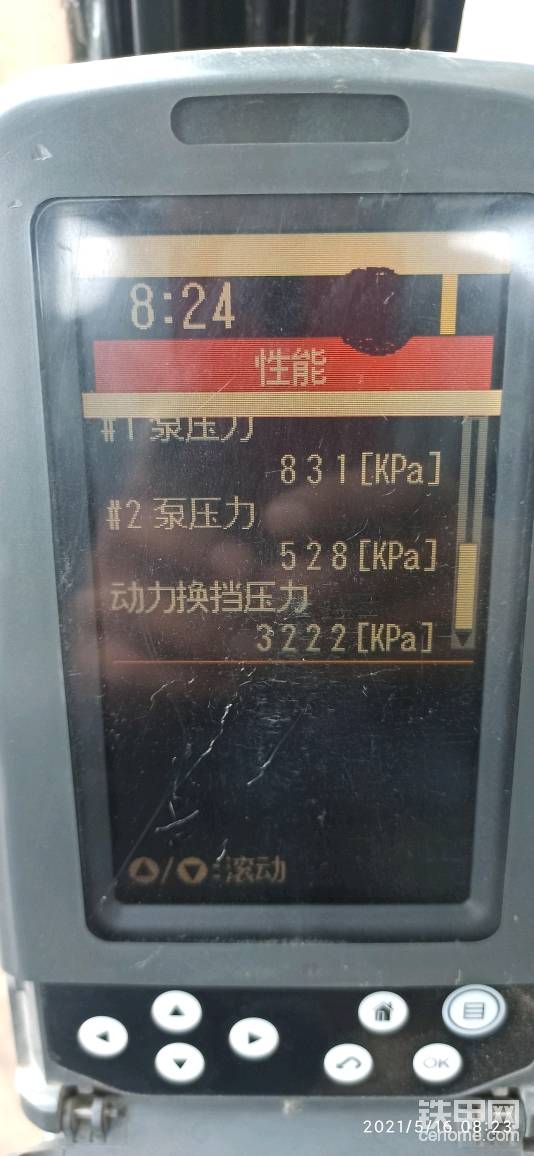 8:24
性能
#1 泵压力
831[KPa]
#2 泵压力
528[KPa]
动力换挡压力
3222[KPa]
▲/▼:滚动
OK
铁甲网
2021/5/16 08:23
cehome.com